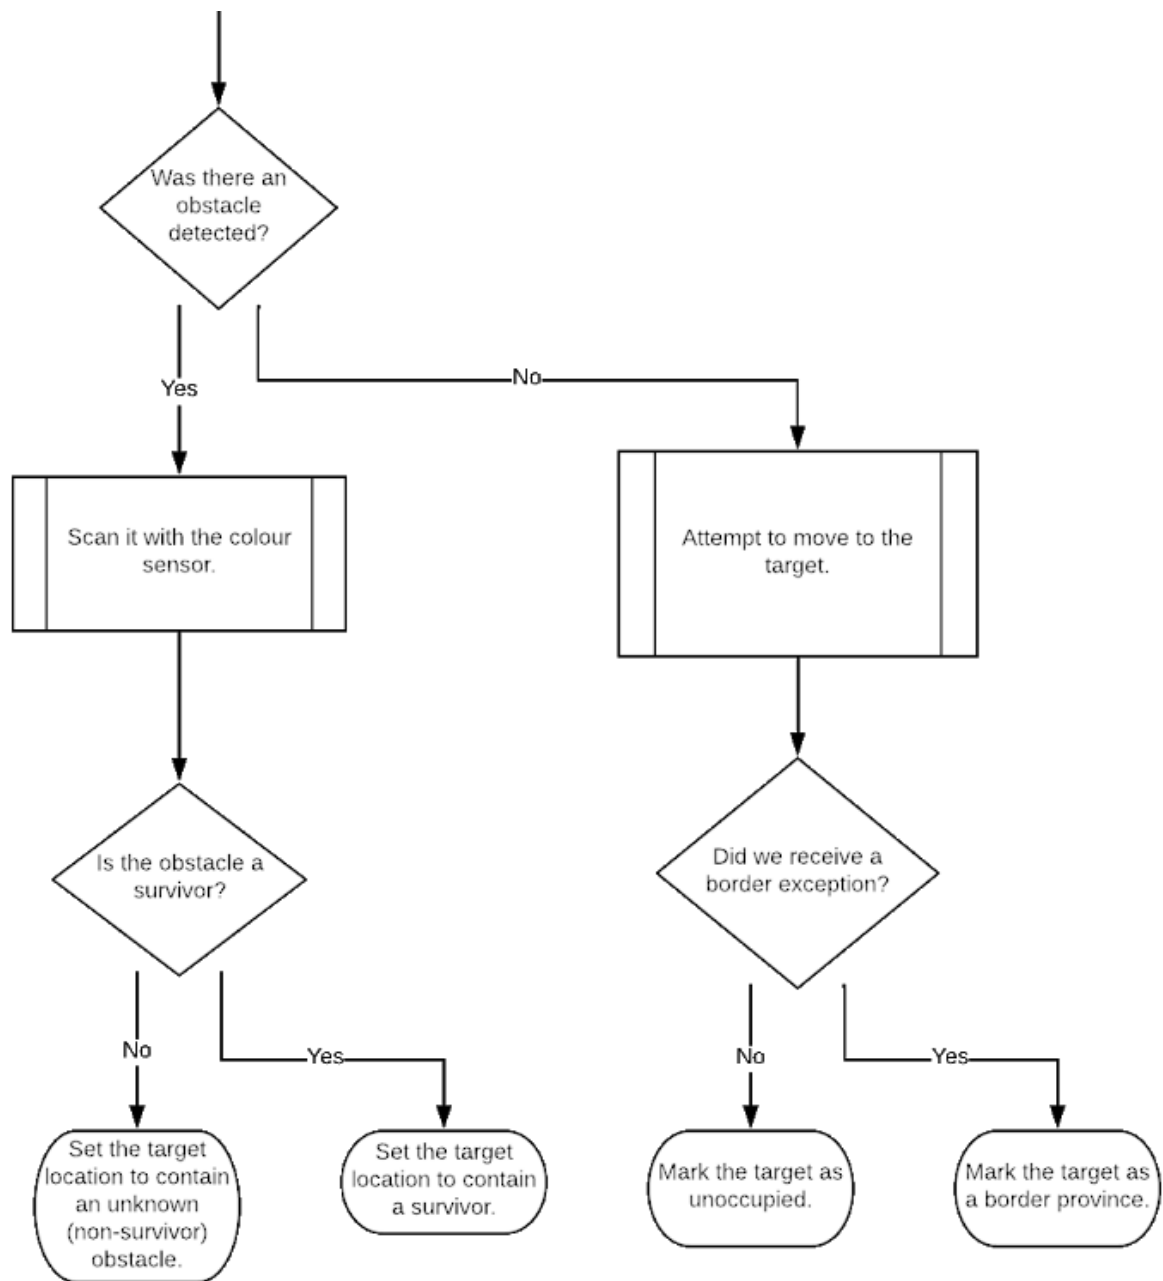 Was there an
obstacle
detected?
Yes
No
Scan it with the colour
sensor.
Attempt to move to the
target.
Is the obstacle a
survivor?
Did we receive a
border exception?
No
Yes
No
Yes
Set the target
location to contain
an unknown
(non-survivor)
obstacle.
Set the target
location to contain
a survivor.
Mark the target as
unoccupied.
Mark the target as
a border province.